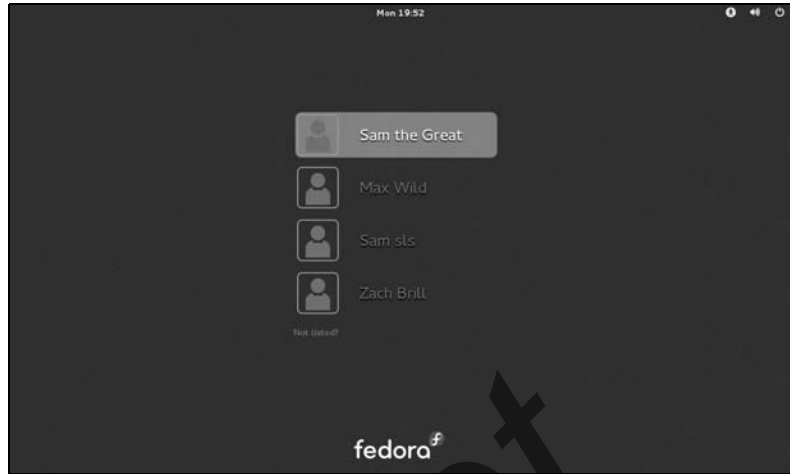 Mon 19:52
Sam the Great
Max Wild
Sam sls
Zach Brill
Not listed?
fedora